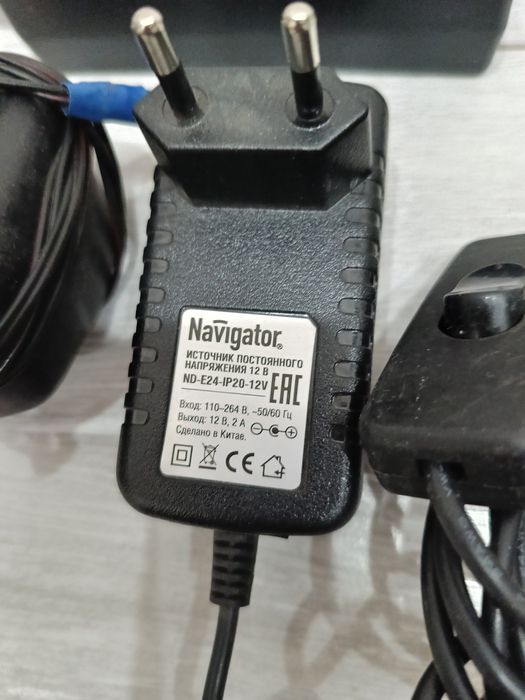 Navigator®
ИСТОЧНИК ПОСТОЯННОГО
НАПРЯЖЕНИЯ 12 В
ND-E24-IP20-12V
EAC
Вход: 110–264 В, ~50/60 Гц
Выход: 12 В, 2 А
Сделано в Китае.
CE